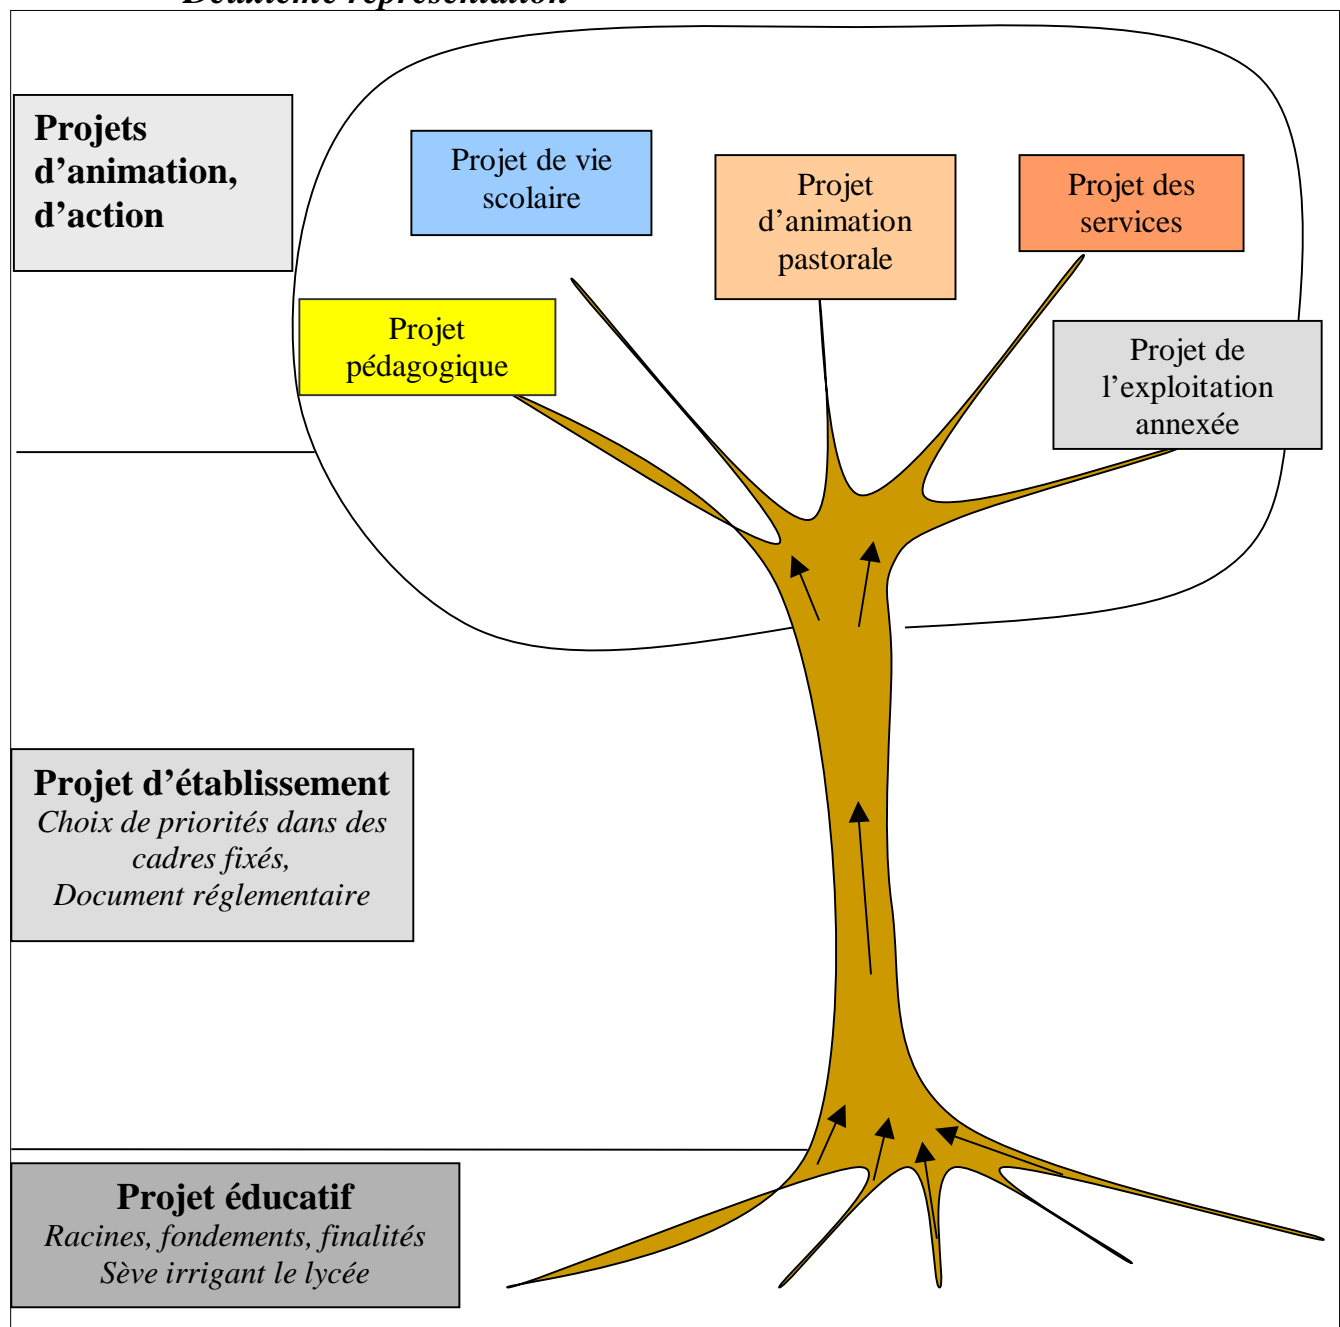 Deuxième représentation
Projets
d’animation,
d’action
Projet de vie
scolaire
Projet
d’animation
pastorale
Projet des
services
Projet
pédagogique
Projet de
l’exploitation
annexée
Projet d’établissement
Choix de priorités dans des
cadres fixés,
Document réglementaire
Projet éducatif
Racines, fondements, finalités
Sève irrigant le lycée